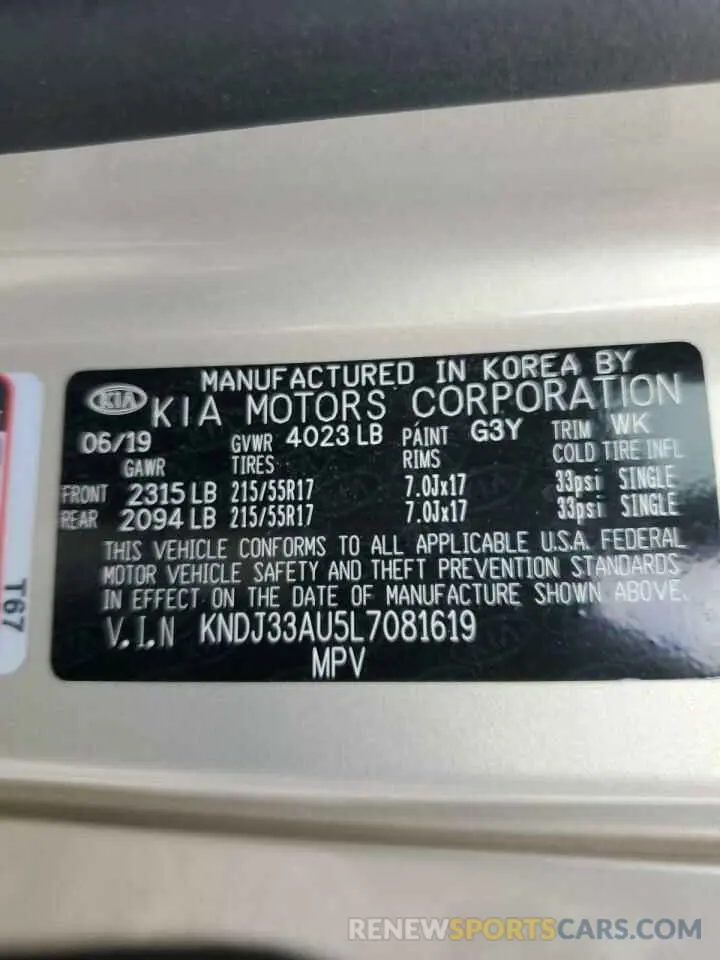 MANUFACTURED IN KOREA BY
KIA KIA MOTORS CORPORATION
06/19 GVWR 4023 LB PÁINT G3Y TRIM WK
GAWR TIRES RIMS COLD TIRE INFL
FRONT 2315 LB 215/55R17 7.0Jx17 33psi SINGLE
REAR 2094 LB 215/55R17 7.0Jx17 33psi SINGLE
THIS VEHICLE CONFORMS TO ALL APPLICABLE U.S.A. FEDERAL
MOTOR VEHICLE SAFETY AND THEFT PREVENTION STANDARDS
IN EFFECT ON THE DATE OF MANUFACTURE SHOWN ABOVE.
V.I.N KNDJ33AU5L7081619
MPV
T67
RENEWSPORTSCARS.COM